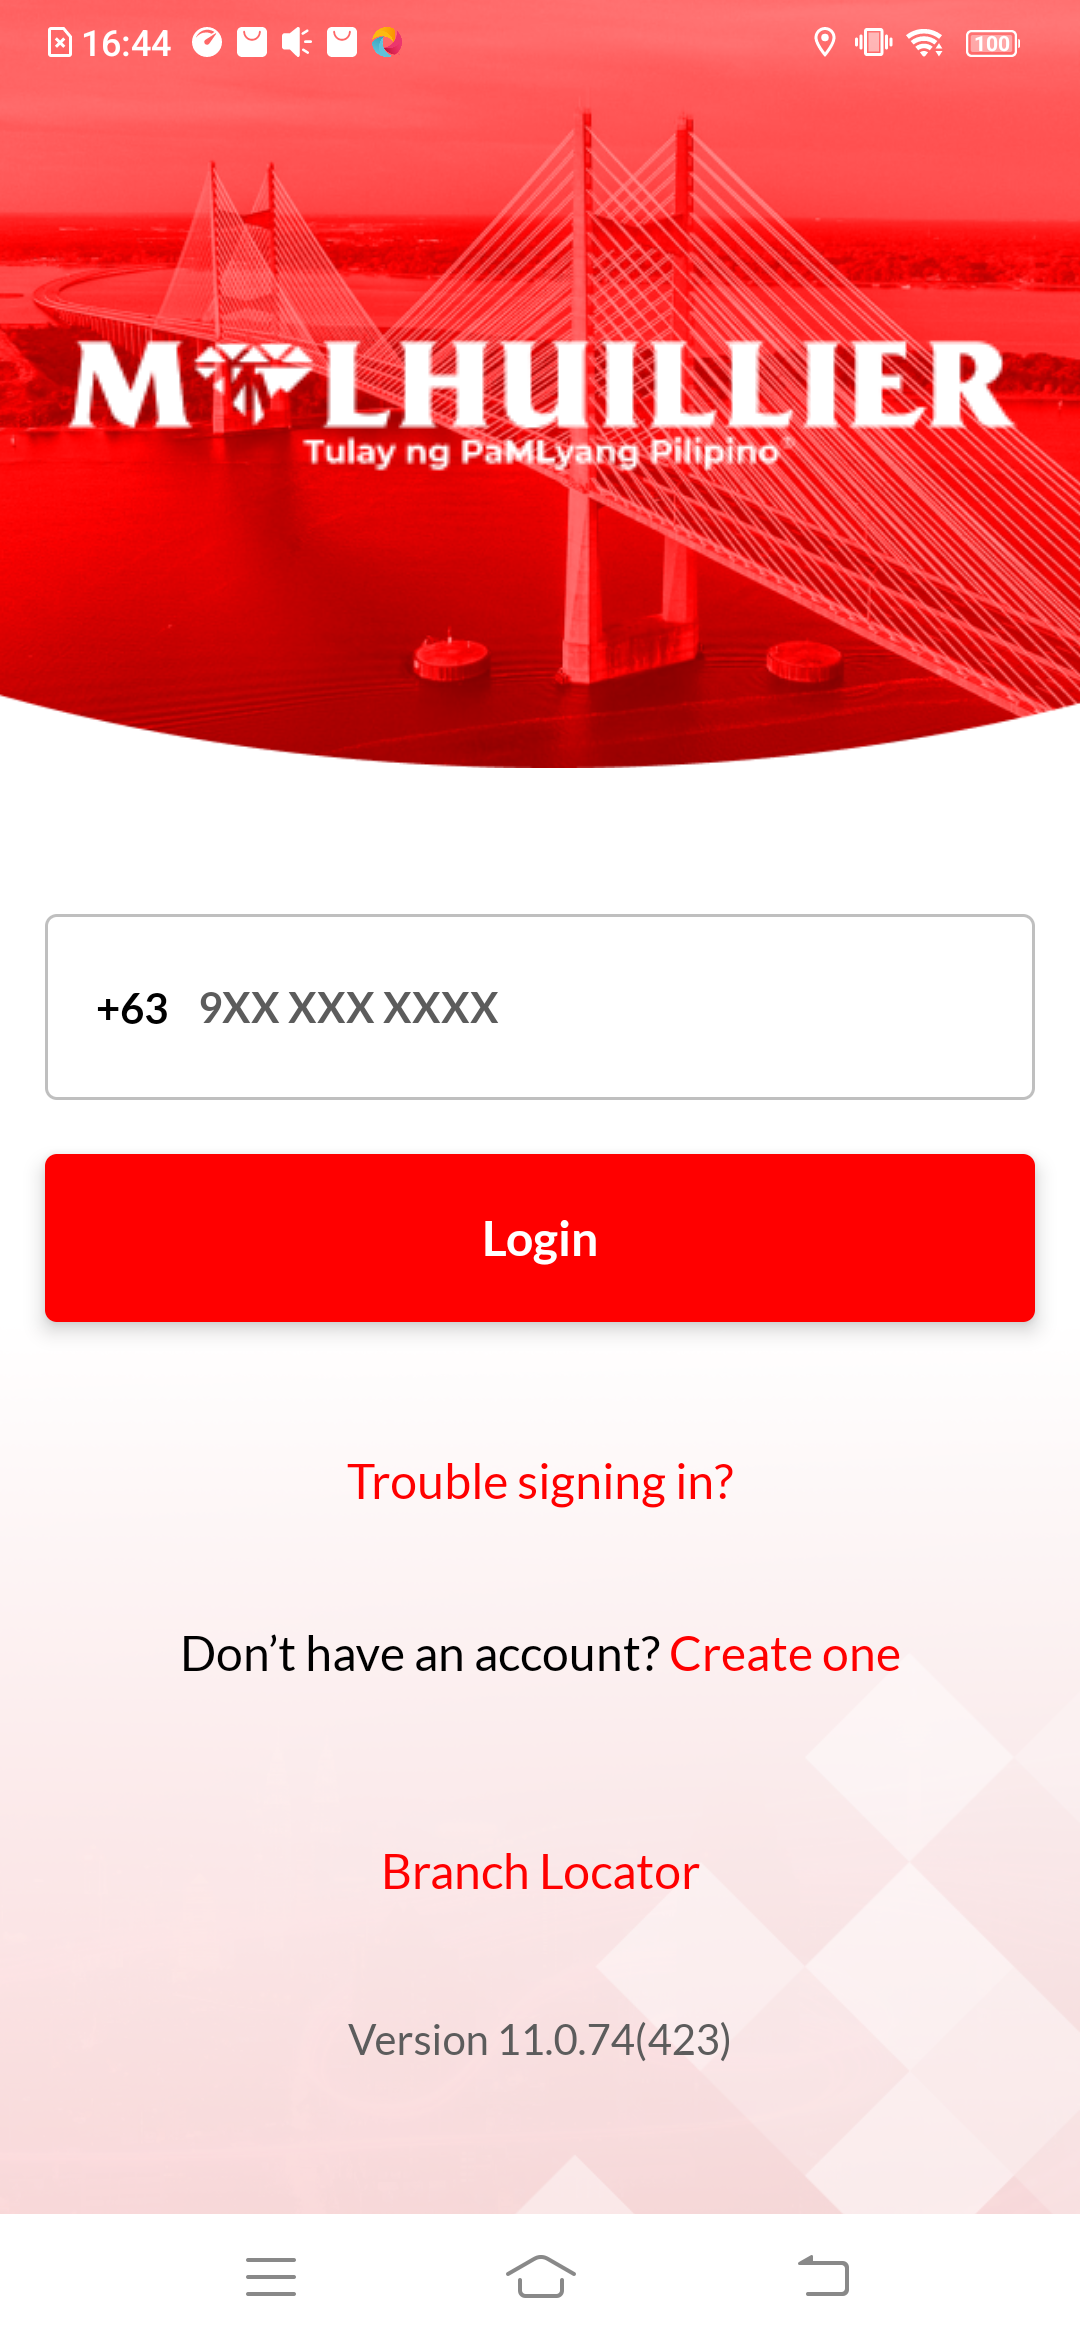 16:44
100
M LHUILLIER
Tulay ng PaMLyang Pilipino
+63 9XX XXX XXXX
Login
Trouble signing in?
Don’t have an account? Create one
Branch Locator
Version 11.0.74(423)